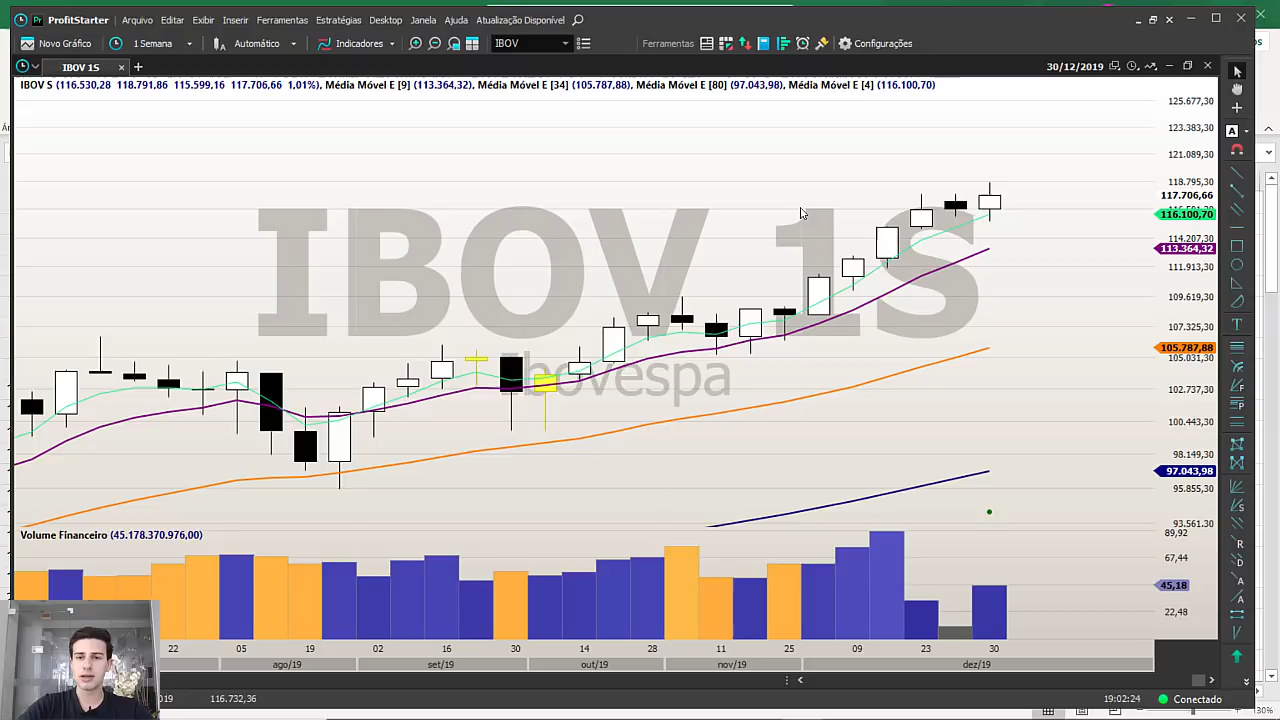 ProfitStarter Arquivo Editar Exibir Inserir Ferramentas Estratégias Desktop Janela Ajuda Atualização Disponível
Novo Gráfico 1 Semana Automático Indicadores IBOV Ferramentas Configurações
IBOV 1S
30/12/2019
IBOV S (116.530,28 118.791,86 115.599,16 117.706,66 1,01%), Média Móvel E [9] (113.364,32), Média Móvel E [34] (105.787,88), Média Móvel E [80] (97.043,98), Média Móvel E [4] (116.100,70)
125.677,30
123.383,30
121.089,30
118.795,30
117.706,66
116.100,70
114.207,30
113.364,32
111.913,30
109.619,30
107.325,30
105.787,88
105.031,30
102.737,30
100.443,30
98.149,30
97.043,98
95.855,30
93.561,30
IBOV 1S
Ibovespa
Volume Financeiro (45.178.370.976,00)
89,92
67,44
45,18
22,48
22 05 19 02 16 30 14 28 11 25 09 23 30
ago/19 set/19 out/19 nov/19 dez/19
2019 116.732,36 19:02:24 Conectado
30%